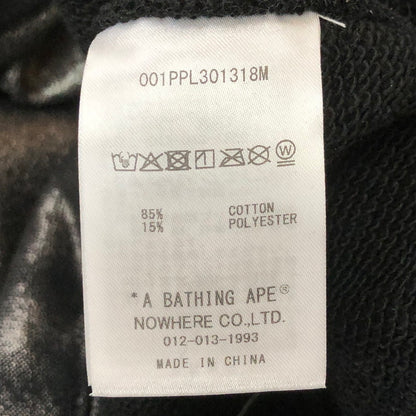 001PPL301318M
W
85% COTTON
15% POLYESTER
*A BATHING APE®
NOWHERE CO.,LTD.
012-013-1993
MADE IN CHINA